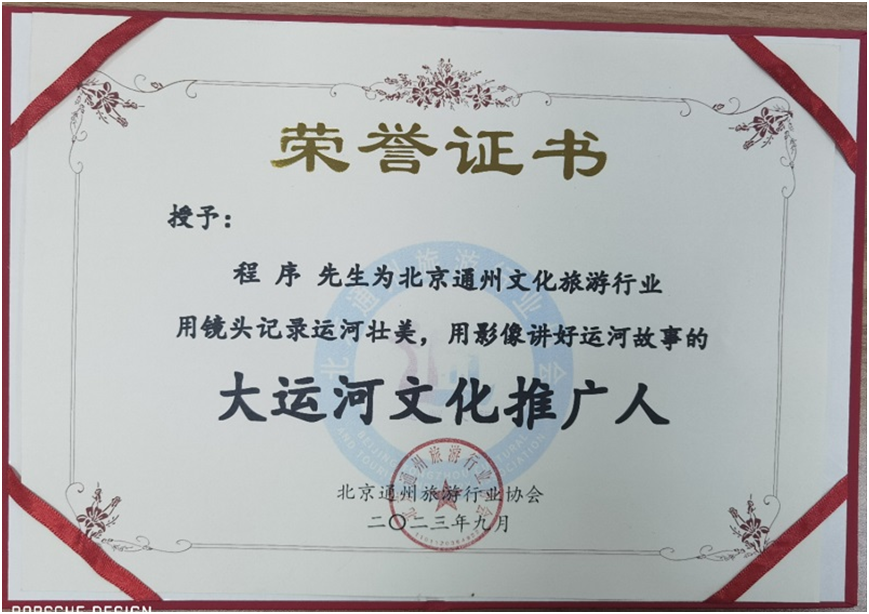 荣誉证书
授予：
程 序 先生为北京通州文化旅游行业
用镜头记录运河壮美，用影像讲好运河故事的
大运河文化推广人
北京通州旅游行业协会
二〇二三年九月
PORSCHE DESIGN